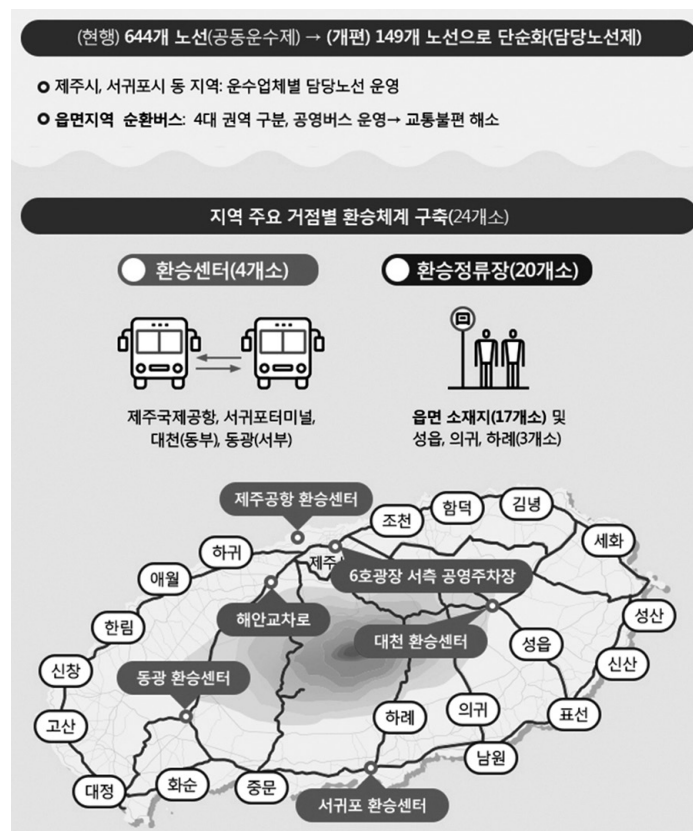 (현행) 644개 노선(공동운수제) → (개편) 149개 노선으로 단순화(담당노선제)
제주시, 서귀포시 동 지역: 운수업체별 담당노선 운영
읍면지역 순환버스: 4대 권역 구분, 공영버스 운영→ 교통불편 해소
지역 주요 거점별 환승체계 구축(24개소)
환승센터(4개소)
환승정류장(20개소)
제주국제공항, 서귀포터미널,
대천(동부), 동광(서부)
읍면 소재지(17개소) 및
성읍, 의귀, 하례(3개소)
제주공항 환승센터
김녕
함덕
조천
세화
하귀
제주
6호광장 서측 공영주차장
애월
해안교차로
한림
대천 환승센터
성산
성읍
신산
신창
동광 환승센터
고산
하례
의귀
표선
남원
대정
화순
중문
서귀포 환승센터